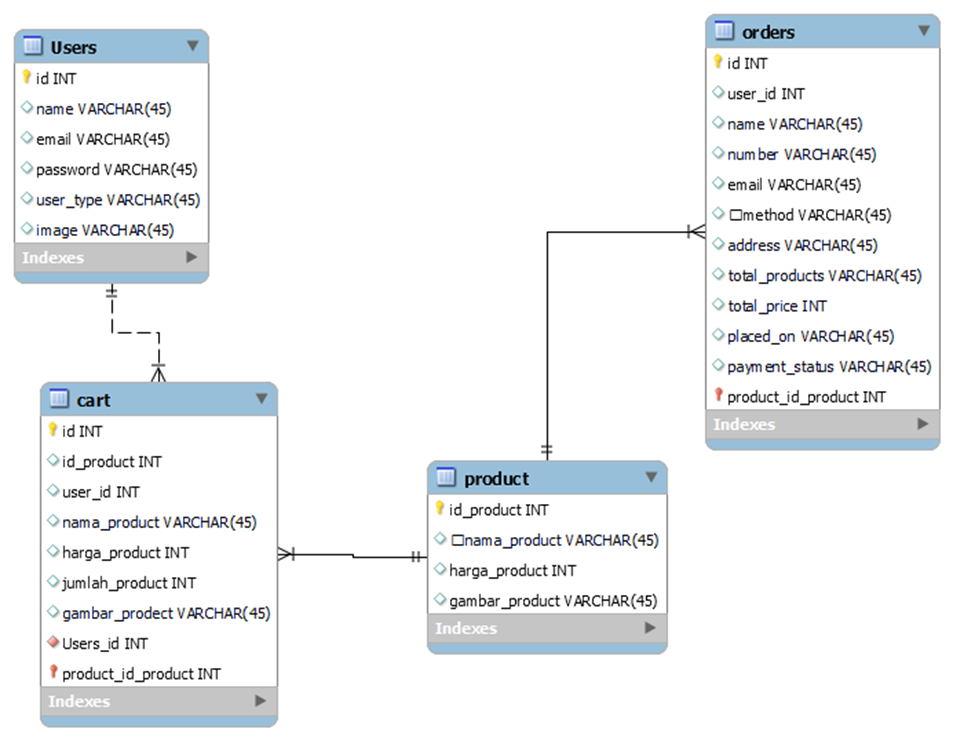 Users
id INT
name VARCHAR(45)
email VARCHAR(45)
password VARCHAR(45)
user_type VARCHAR(45)
image VARCHAR(45)
Indexes
cart
id INT
id_product INT
user_id INT
nama_product VARCHAR(45)
harga_product INT
jumlah_product INT
gambar_prodect VARCHAR(45)
Users_id INT
product_id_product INT
Indexes
product
id_product INT
□nama_product VARCHAR(45)
harga_product INT
gambar_product VARCHAR(45)
Indexes
orders
id INT
user_id INT
name VARCHAR(45)
number VARCHAR(45)
email VARCHAR(45)
□method VARCHAR(45)
address VARCHAR(45)
total_products VARCHAR(45)
total_price INT
placed_on VARCHAR(45)
payment_status VARCHAR(45)
product_id_product INT
Indexes